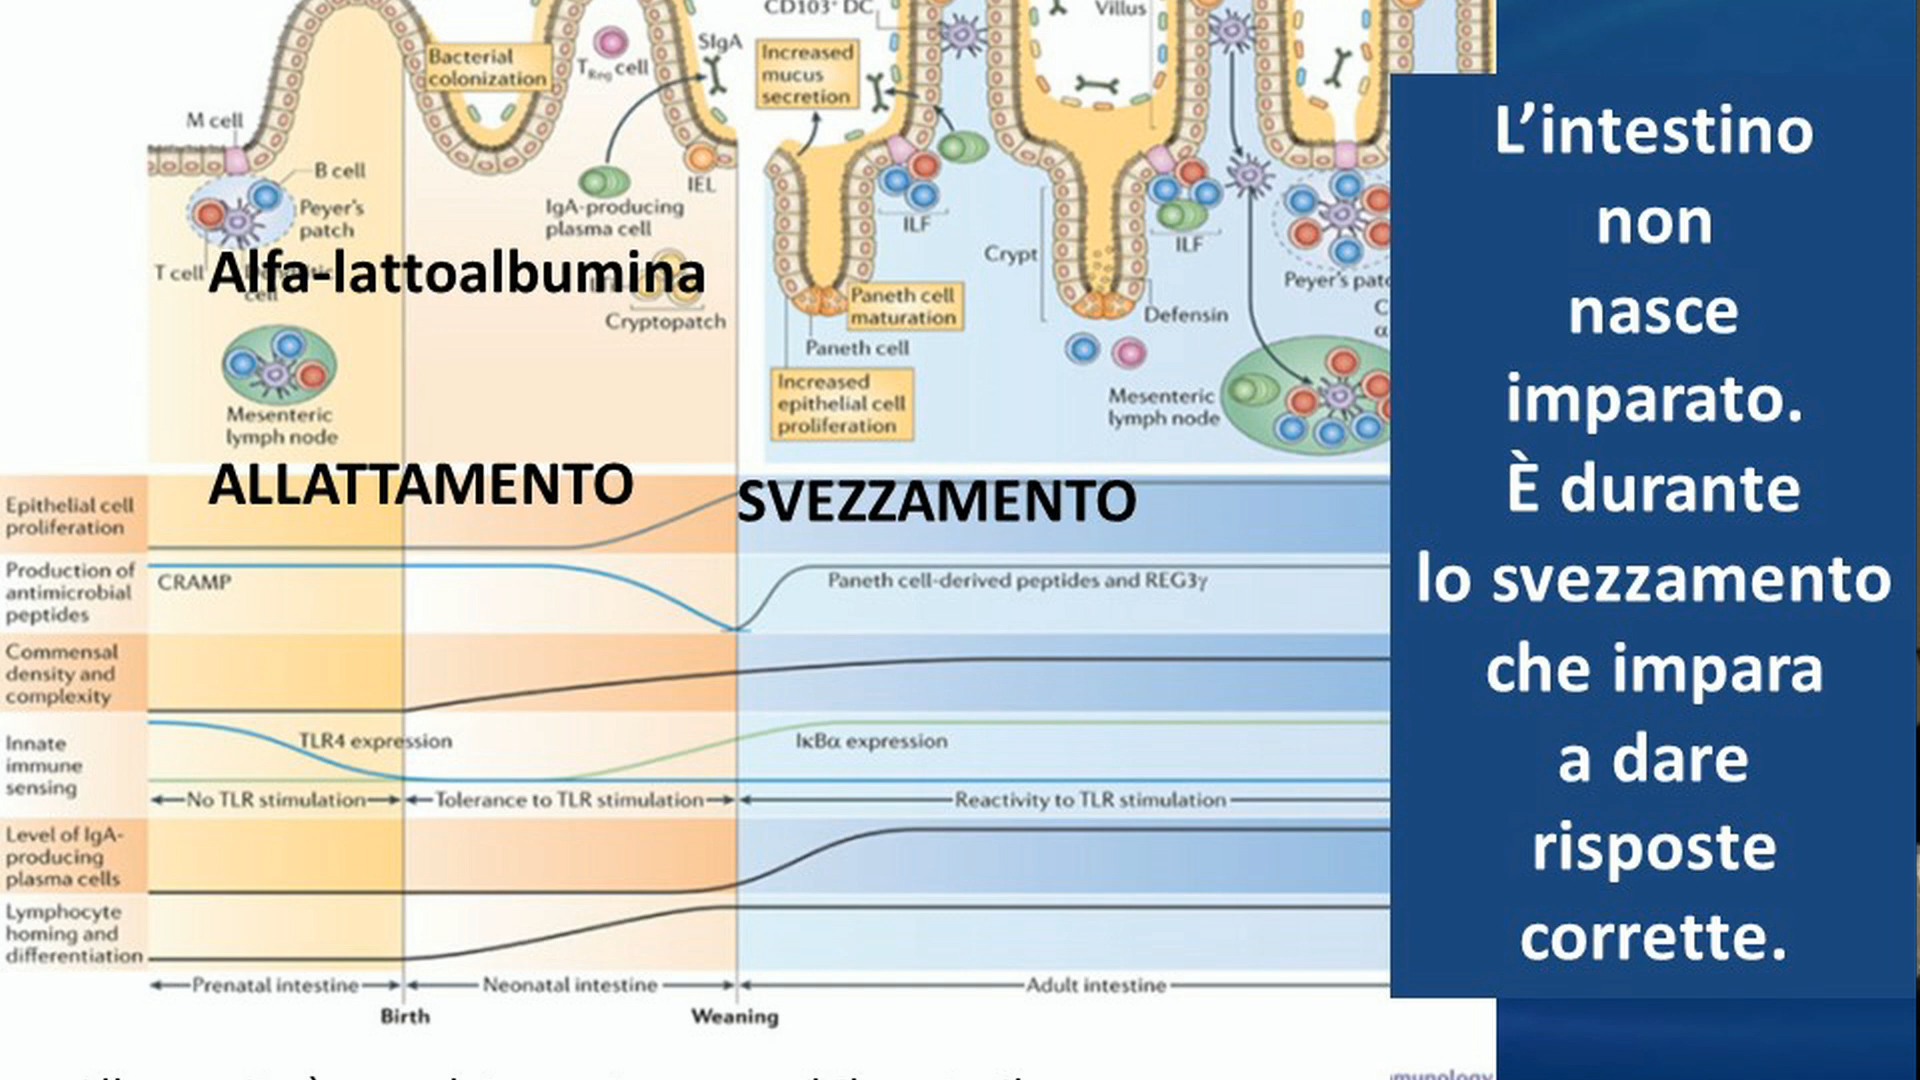 CD103+ DC
Villus
Bacterial
colonization
TReg cell
SIgA
Increased
mucus
secretion
M cell
B cell
Peyer's
patch
IEL
IgA-producing
plasma cell
ILF
ILF
Crypt
T cell
cell
Alfa-lattoalbumina
Cryptopatch
Paneth cell
maturation
Paneth cell
Defensin
Peyer's
Increased
epithelial cell
proliferation
Mesenteric
lymph node
Mesenteric
lymph node
ALLATTAMENTO
SVEZZAMENTO
Epithelial cell
proliferation
Production of
antimicrobial
peptides
CRAMP
Paneth cell-derived peptides and REG3γ
Commensal
density and
complexity
Innate
immune
sensing
TLR4 expression
IκBα expression
No TLR stimulation
Tolerance to TLR stimulation
Reactivity to TLR stimulation
Level of IgA-
producing
plasma cells
Lymphocyte
homing and
differentiation
Prenatal intestine
Neonatal intestine
Adult intestine
Birth
Weaning
L'intestino
non
nasce
imparato.
È durante
lo svezzamento
che impara
a dare
risposte
corrette.